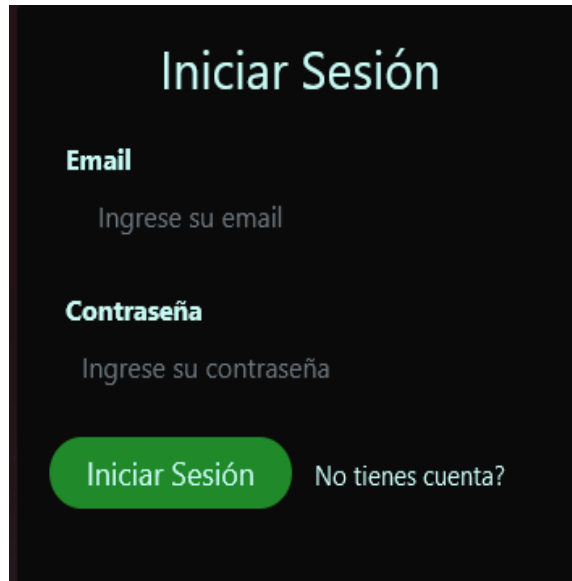 Iniciar Sesión
Email
Ingrese su email
Contraseña
Ingrese su contraseña
Iniciar Sesión No tienes cuenta?